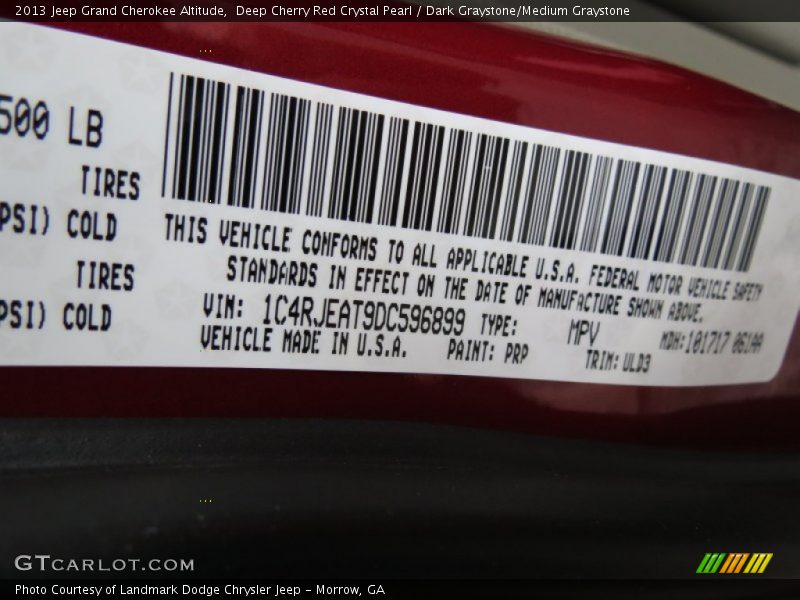 2013 Jeep Grand Cherokee Altitude,  Deep Cherry Red Crystal Pearl / Dark Graystone/Medium Graystone
500 LB
TIRES
PSI) COLD
TIRES
PSI) COLD
THIS VEHICLE CONFORMS TO ALL APPLICABLE U.S.A. FEDERAL MOTOR VEHICLE SAFETY
STANDARDS IN EFFECT ON THE DATE OF MANUFACTURE SHOWN ABOVE.
VIN: 1C4RJEAT9DC596899 TYPE: MPV MDH:101717 061AA
VEHICLE MADE IN U.S.A. PAINT: PRP TRIM: ULD3
GTCARLOT.COM
Photo Courtesy of Landmark Dodge Chrysler Jeep - Morrow, GA